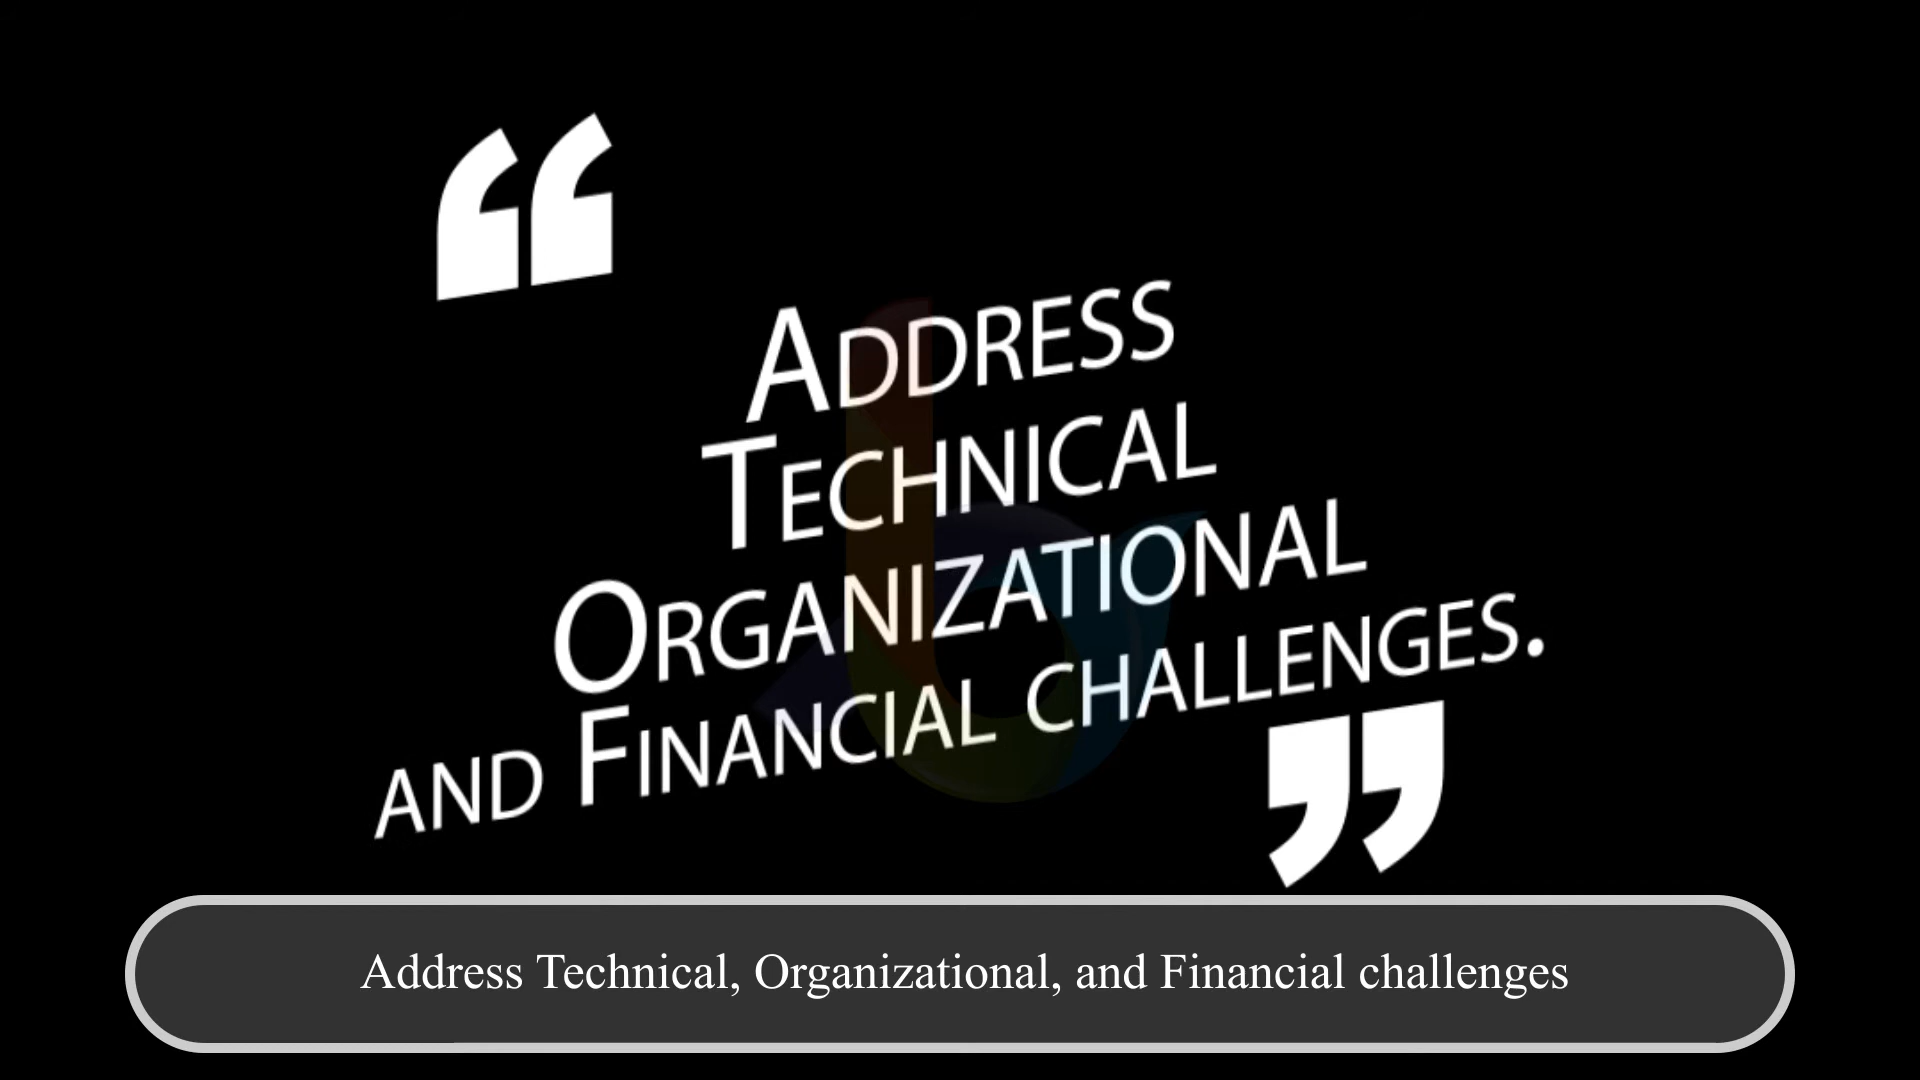 “
Address
Technical
Organizational
and Financial challenges.
”
Address Technical, Organizational, and Financial challenges